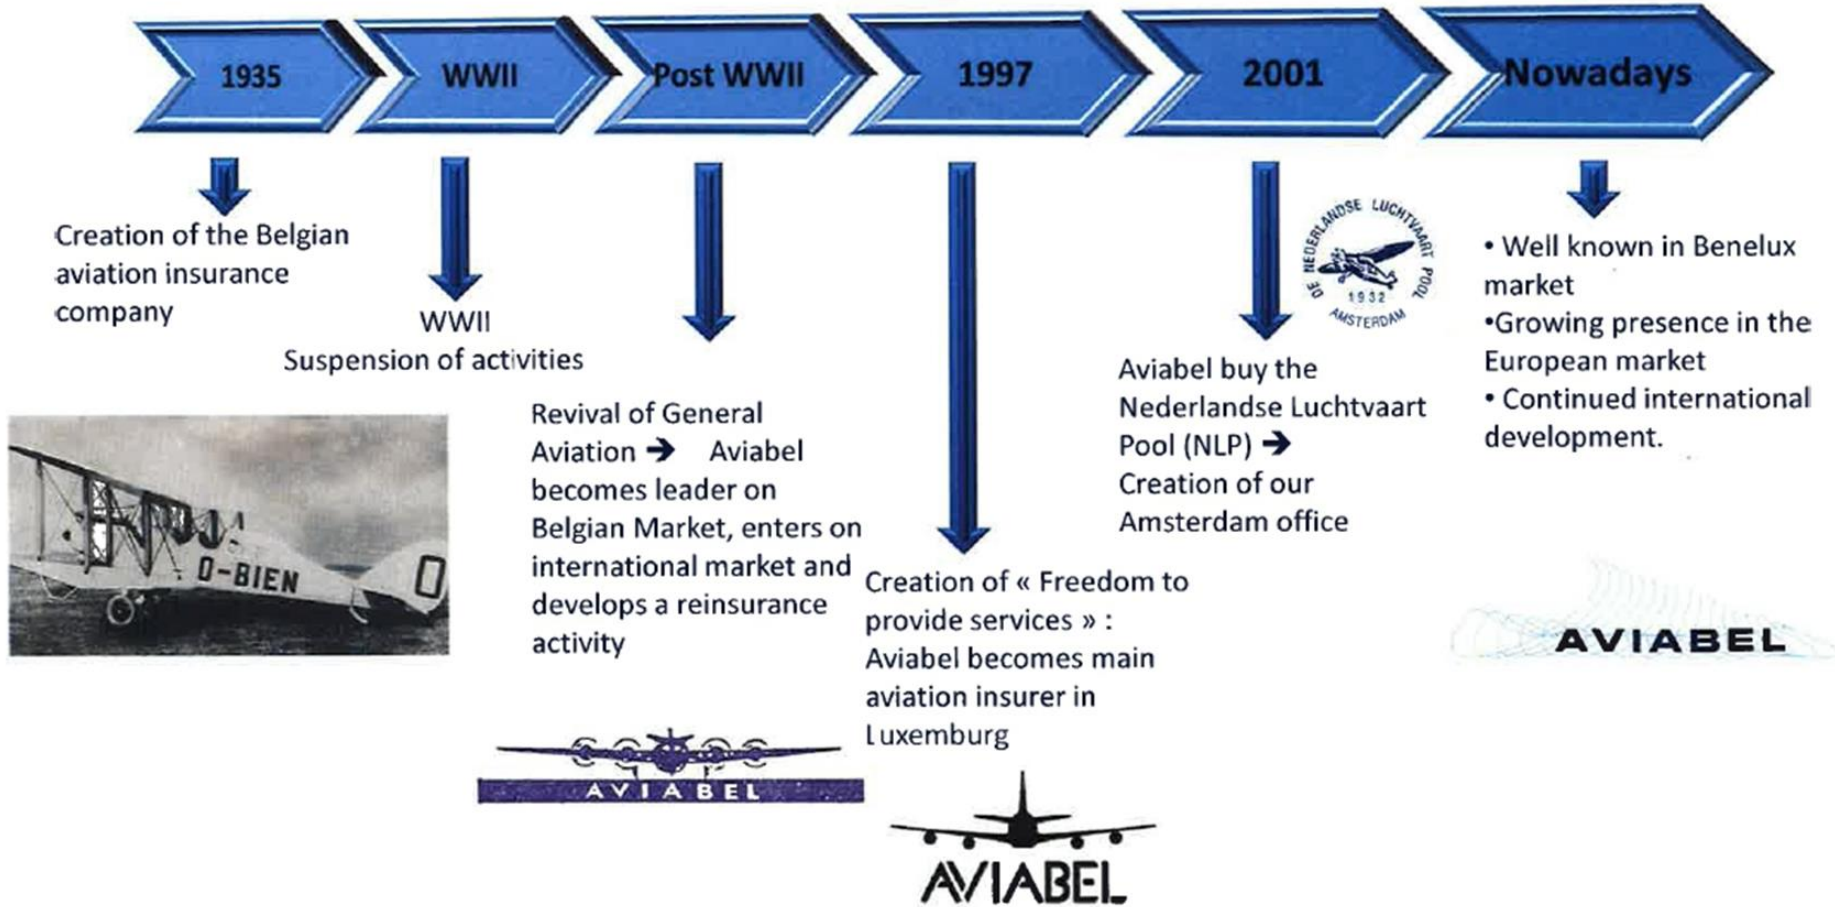 1935
WWII
Post WWII
1997
2001
Nowadays
Creation of the Belgian
aviation insurance
company
WWII
Suspension of activities
Revival of General
Aviation ➔ Aviabel
becomes leader on
Belgian Market, enters on
international market and
develops a reinsurance
activity
Creation of « Freedom to
provide services » :
Aviabel becomes main
aviation insurer in
Luxemburg
Aviabel buy the
Nederlandse Luchtvaart
Pool (NLP) ➔
Creation of our
Amsterdam office
DE NEDERLANDSE LUCHTVAART POOL
1932
AMSTERDAM
• Well known in Benelux
market
•Growing presence in the
European market
• Continued international
development.
O-BIEN
O
AVIABEL
AVIABEL
AVIABEL